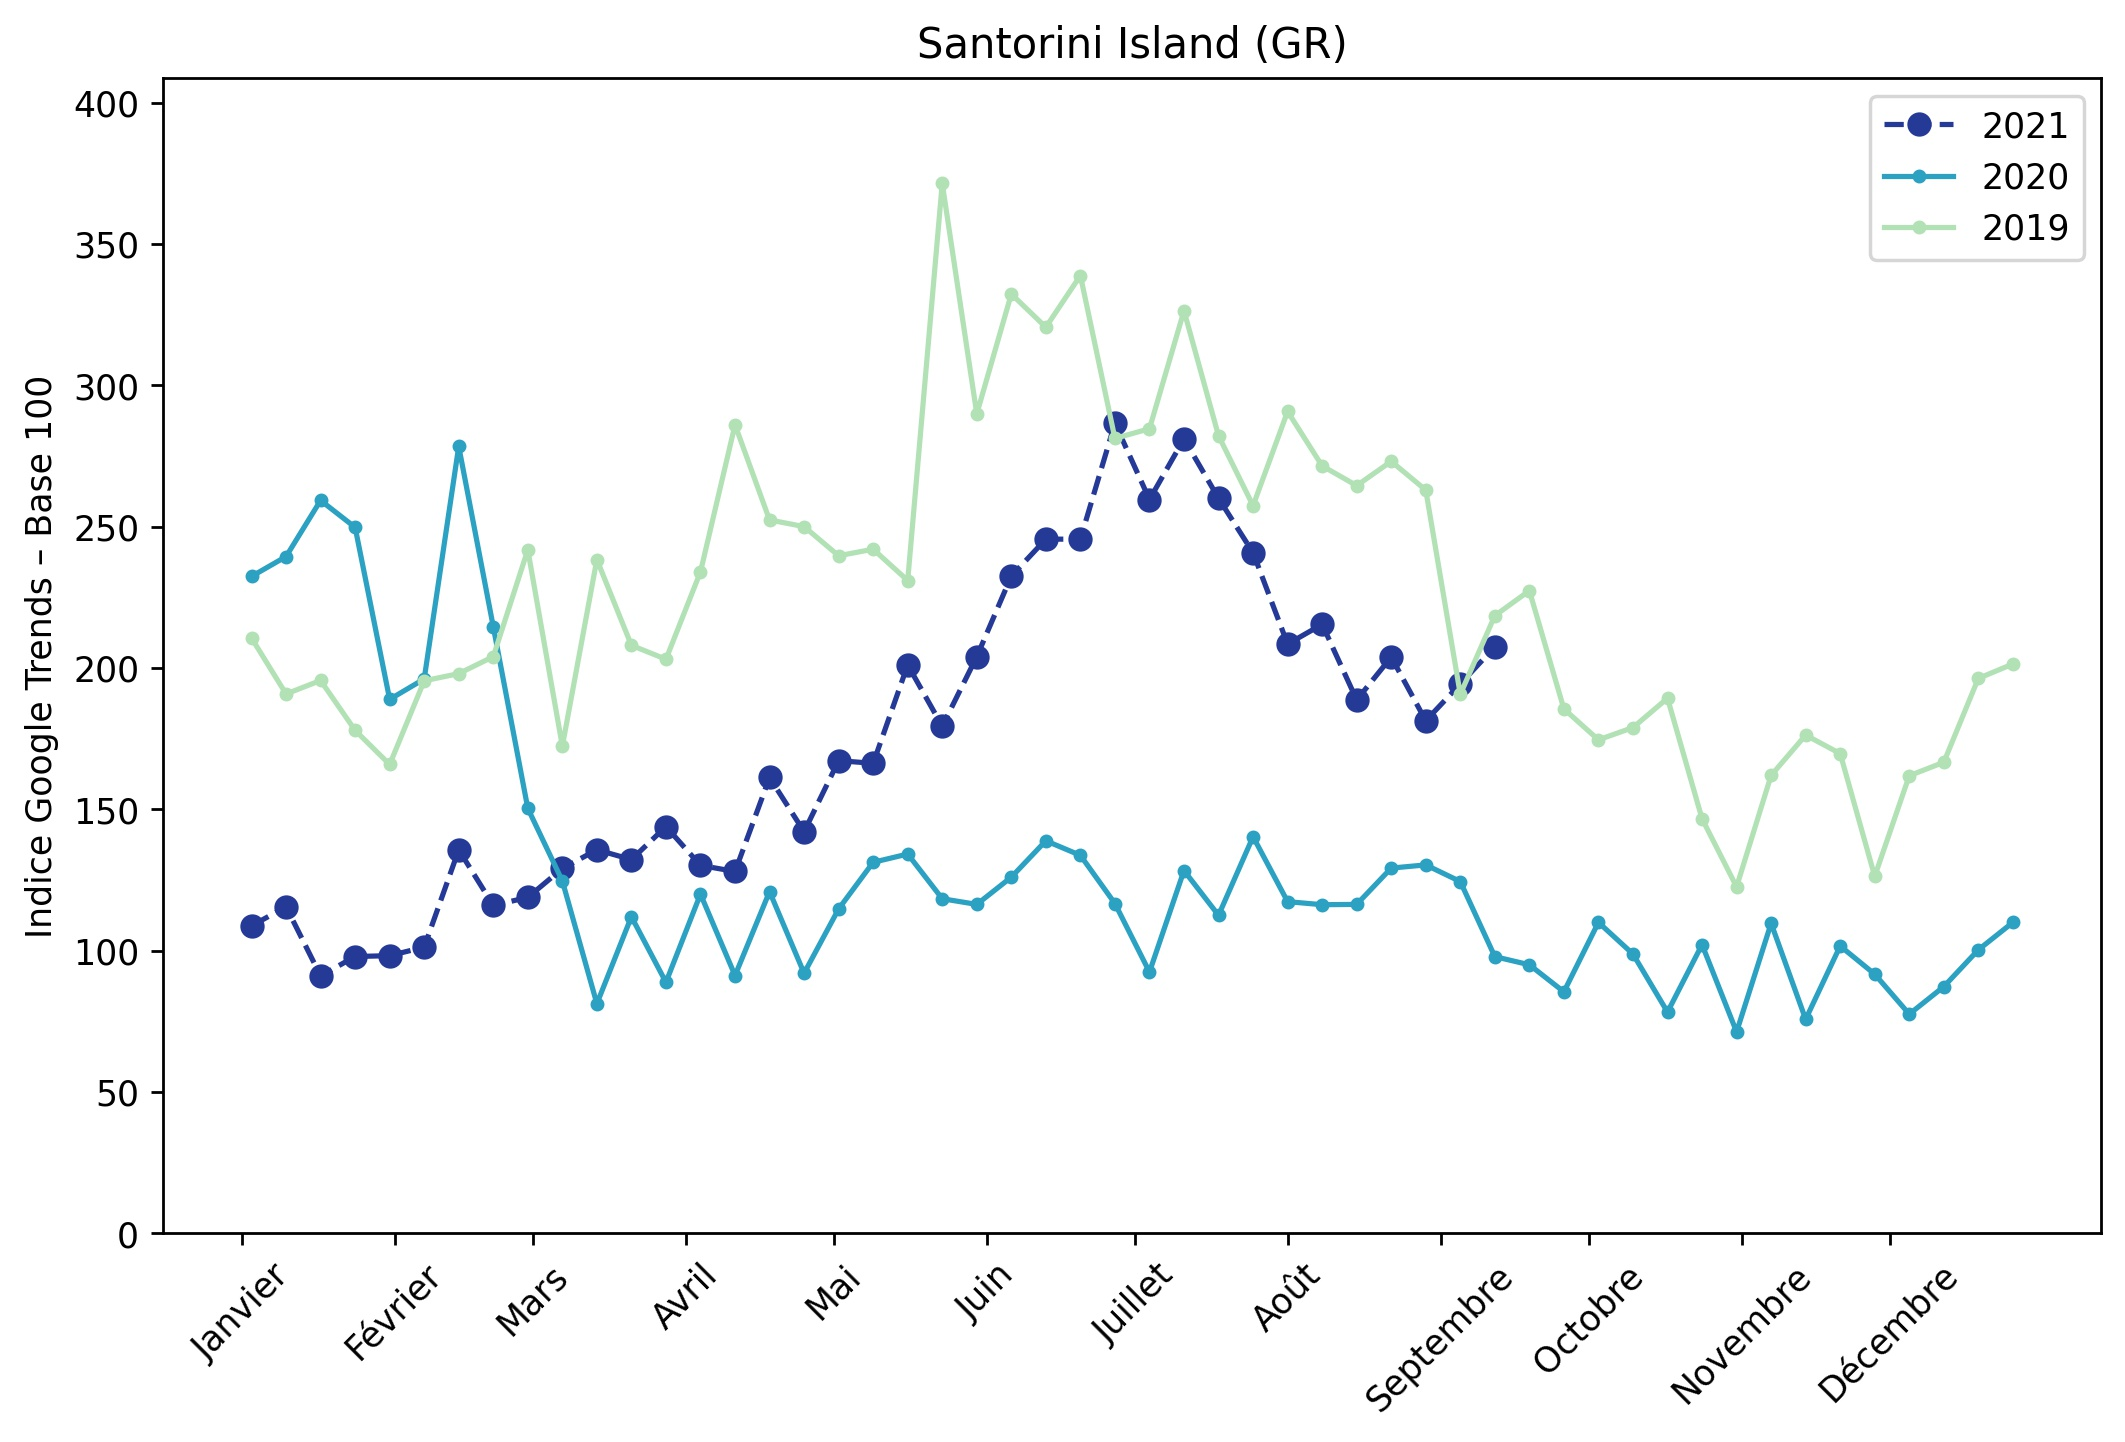 Santorini Island (GR)
Indice Google Trends – Base 100
400
350
300
250
200
150
100
50
0
2021
2020
2019
Janvier
Février
Mars
Avril
Mai
Juin
Juillet
Août
Septembre
Octobre
Novembre
Décembre